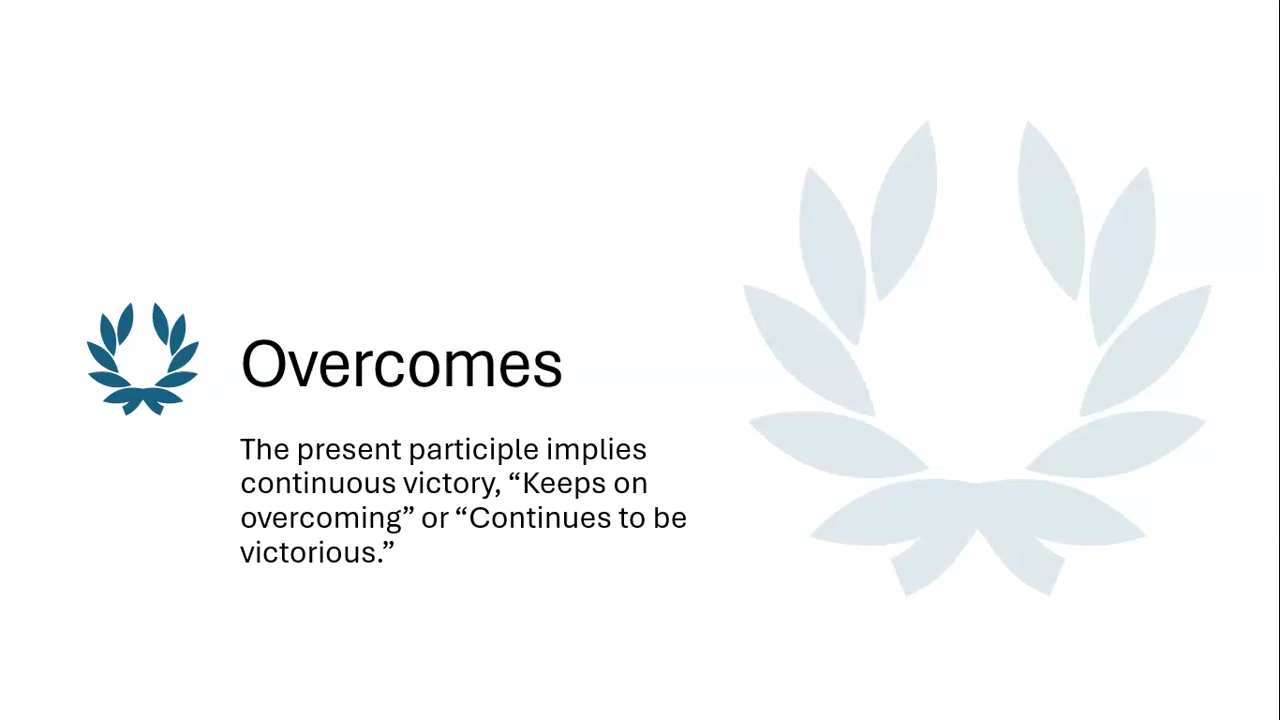 Overcomes
The present participle implies
continuous victory, “Keeps on
overcoming” or “Continues to be
victorious.”